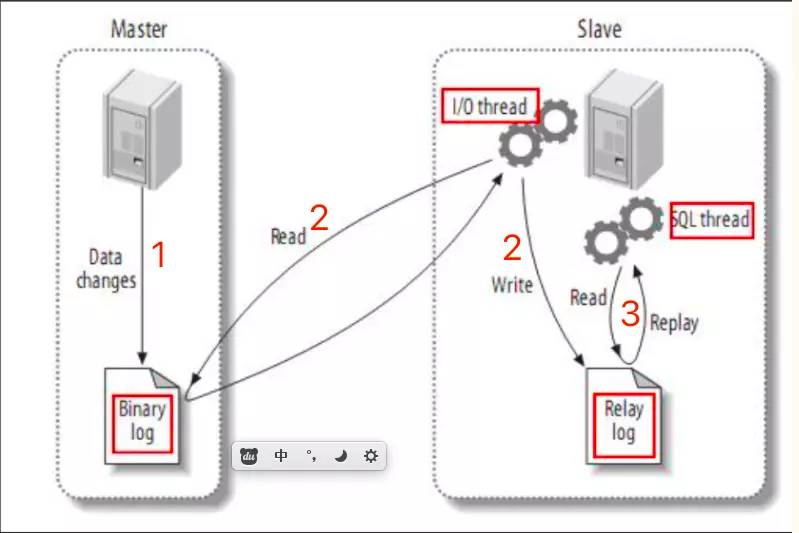 Master
Slave
I/O thread
SQL thread
Data
changes
1
Read
2
2
Write
Read
3
Replay
Binary
log
Relay
log
du 中 °,